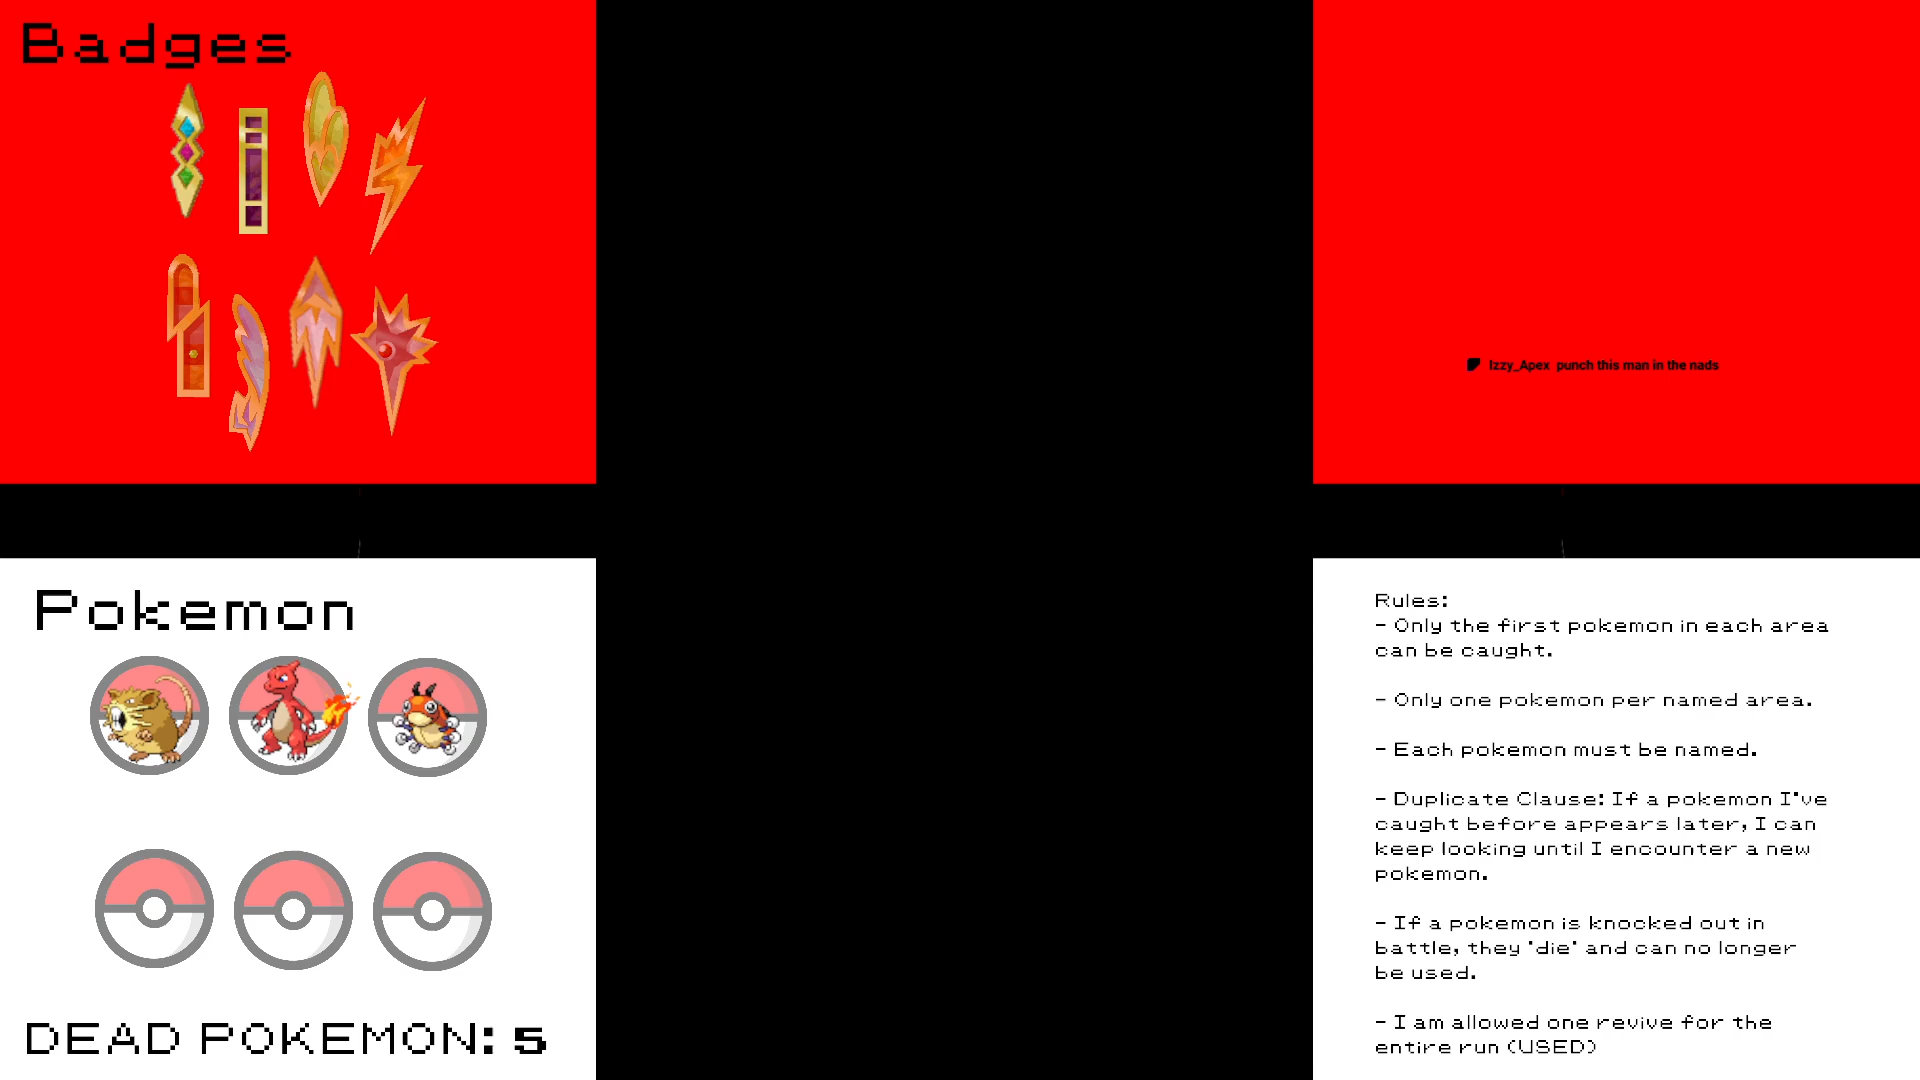 Badges
Izzy_Apex punch this man in the nads
Pokemon
DEAD POKEMON: 5
Rules:
- Only the first pokemon in each area
can be caught.
- Only one pokemon per named area.
- Each pokemon must be named.
- Duplicate Clause: If a pokemon I've
caught before appears later, I can
keep looking until I encounter a new
pokemon.
- If a pokemon is knocked out in
battle, they 'die' and can no longer
be used.
- I am allowed one revive for the
entire run (USED)